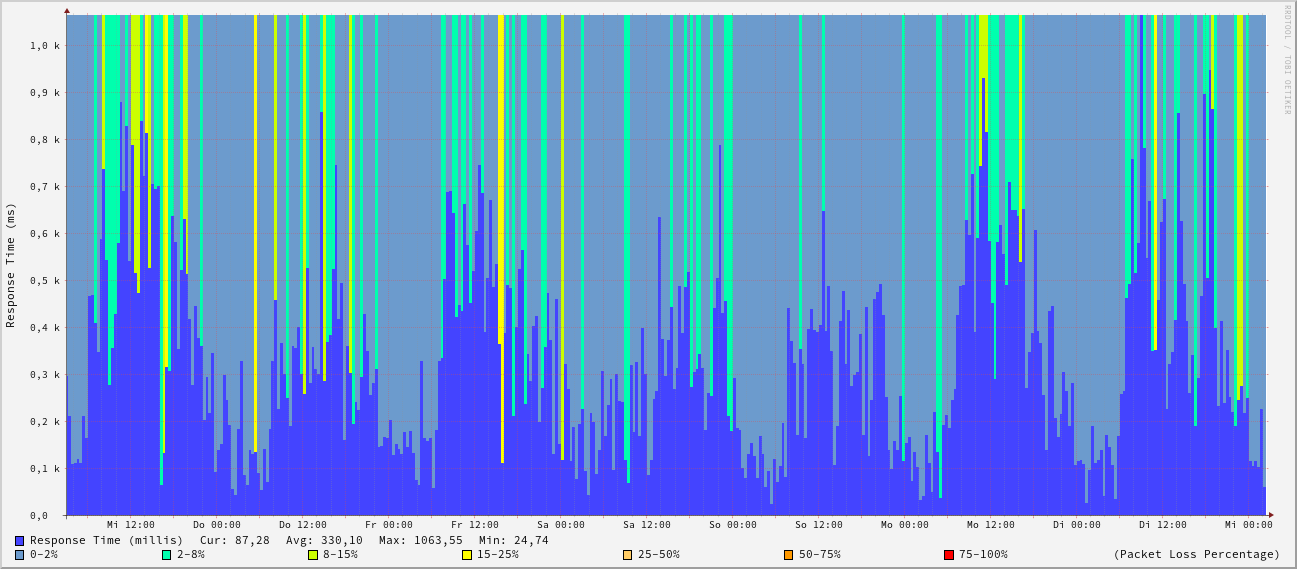 RRDTOOL / TOBI OETIKER
Response Time (ms)
1,0 k
0,9 k
0,8 k
0,7 k
0,6 k
0,5 k
0,4 k
0,3 k
0,2 k
0,1 k
0,0
Mi 12:00 Do 00:00 Do 12:00 Fr 00:00 Fr 12:00 Sa 00:00 Sa 12:00 So 00:00 So 12:00 Mo 00:00 Mo 12:00 Di 00:00 Di 12:00 Mi 00:00
Response Time (millis) Cur: 87,28 Avg: 330,10 Max: 1063,55 Min: 24,74
0-2% 2-8% 8-15% 15-25% 25-50% 50-75% 75-100% (Packet Loss Percentage)